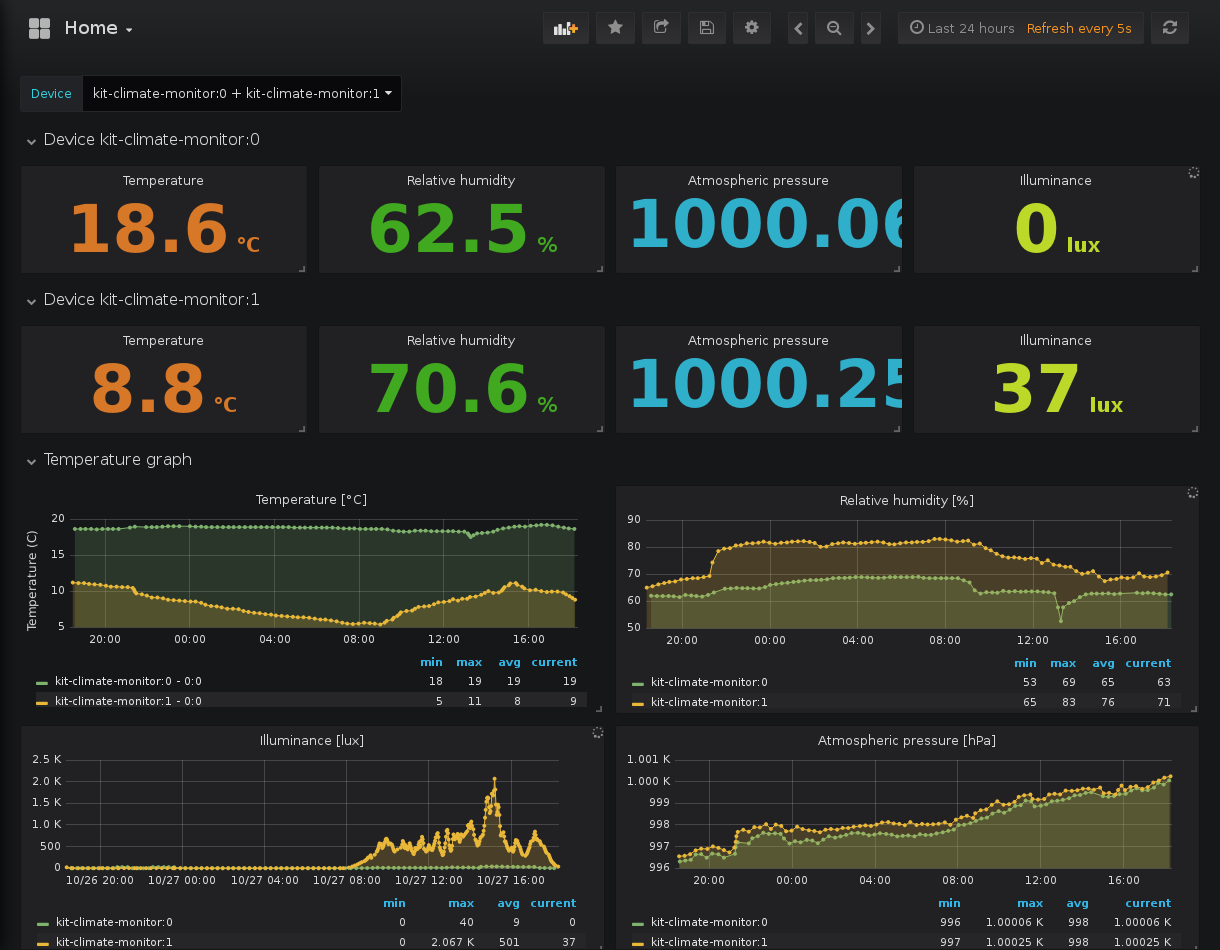 Home
Last 24 hours Refresh every 5s
Device kit-climate-monitor:0 + kit-climate-monitor:1
Device kit-climate-monitor:0
Temperature Relative humidity Atmospheric pressure Illuminance
18.6 °C 62.5 % 1000.06 0 lux
Device kit-climate-monitor:1
Temperature Relative humidity Atmospheric pressure Illuminance
8.8 °C 70.6 % 1000.25 37 lux
Temperature graph
Temperature [°C]
Temperature (C)
20
15
10
5
20:00 00:00 04:00 08:00 12:00 16:00
min max avg current
kit-climate-monitor:0 - 0:0 18 19 19 19
kit-climate-monitor:1 - 0:0 5 11 8 9
Relative humidity [%]
90
80
70
60
50
20:00 00:00 04:00 08:00 12:00 16:00
min max avg current
kit-climate-monitor:0 53 69 65 63
kit-climate-monitor:1 65 83 76 71
Illuminance [lux]
2.5 K
2.0 K
1.5 K
1.0 K
500
0
10/26 20:00 10/27 00:00 10/27 04:00 10/27 08:00 10/27 12:00 10/27 16:00
min max avg current
kit-climate-monitor:0 0 40 9 0
kit-climate-monitor:1 0 2.067 K 501 37
Atmospheric pressure [hPa]
1.001 K
1.000 K
999
998
997
996
20:00 00:00 04:00 08:00 12:00 16:00
min max avg current
kit-climate-monitor:0 996 1.00006 K 998 1.00006 K
kit-climate-monitor:1 997 1.00025 K 998 1.00025 K